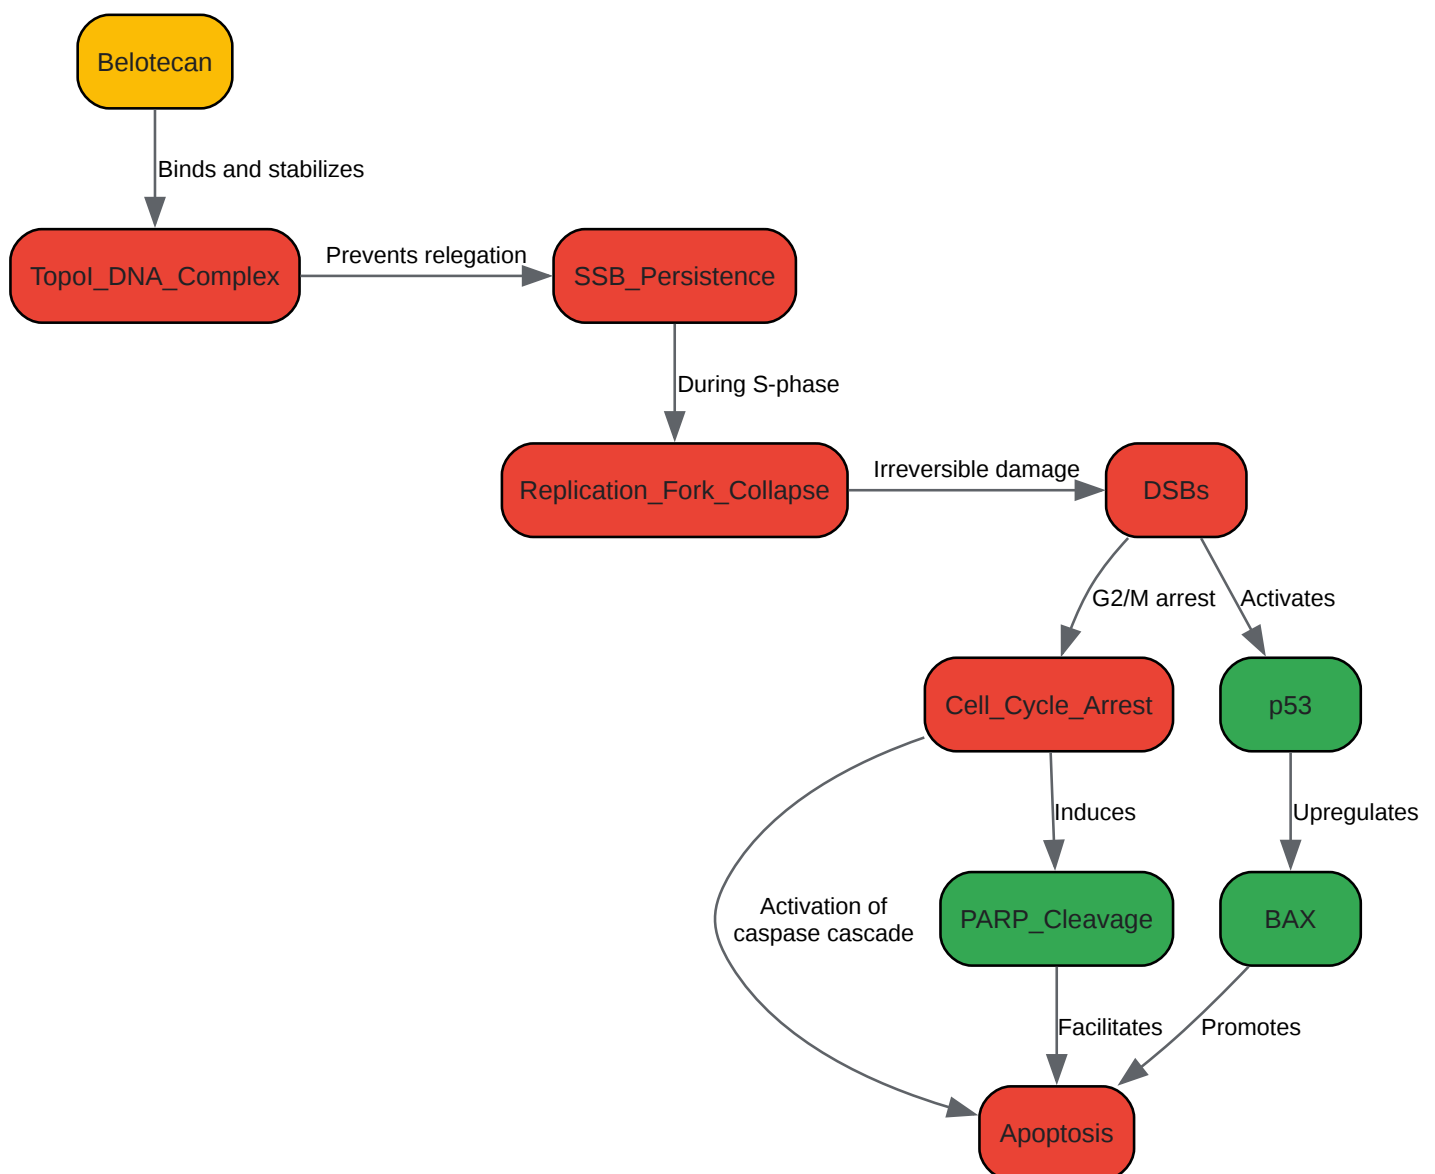 Belotecan
Binds and stabilizes
TopoI_DNA_Complex
Prevents relegation
SSB_Persistence
During S-phase
Replication_Fork_Collapse
Irreversible damage
DSBs
G2/M arrest
Activates
Cell_Cycle_Arrest
p53
Induces
Upregulates
Activation of
caspase cascade
PARP_Cleavage
BAX
Facilitates
Promotes
Apoptosis